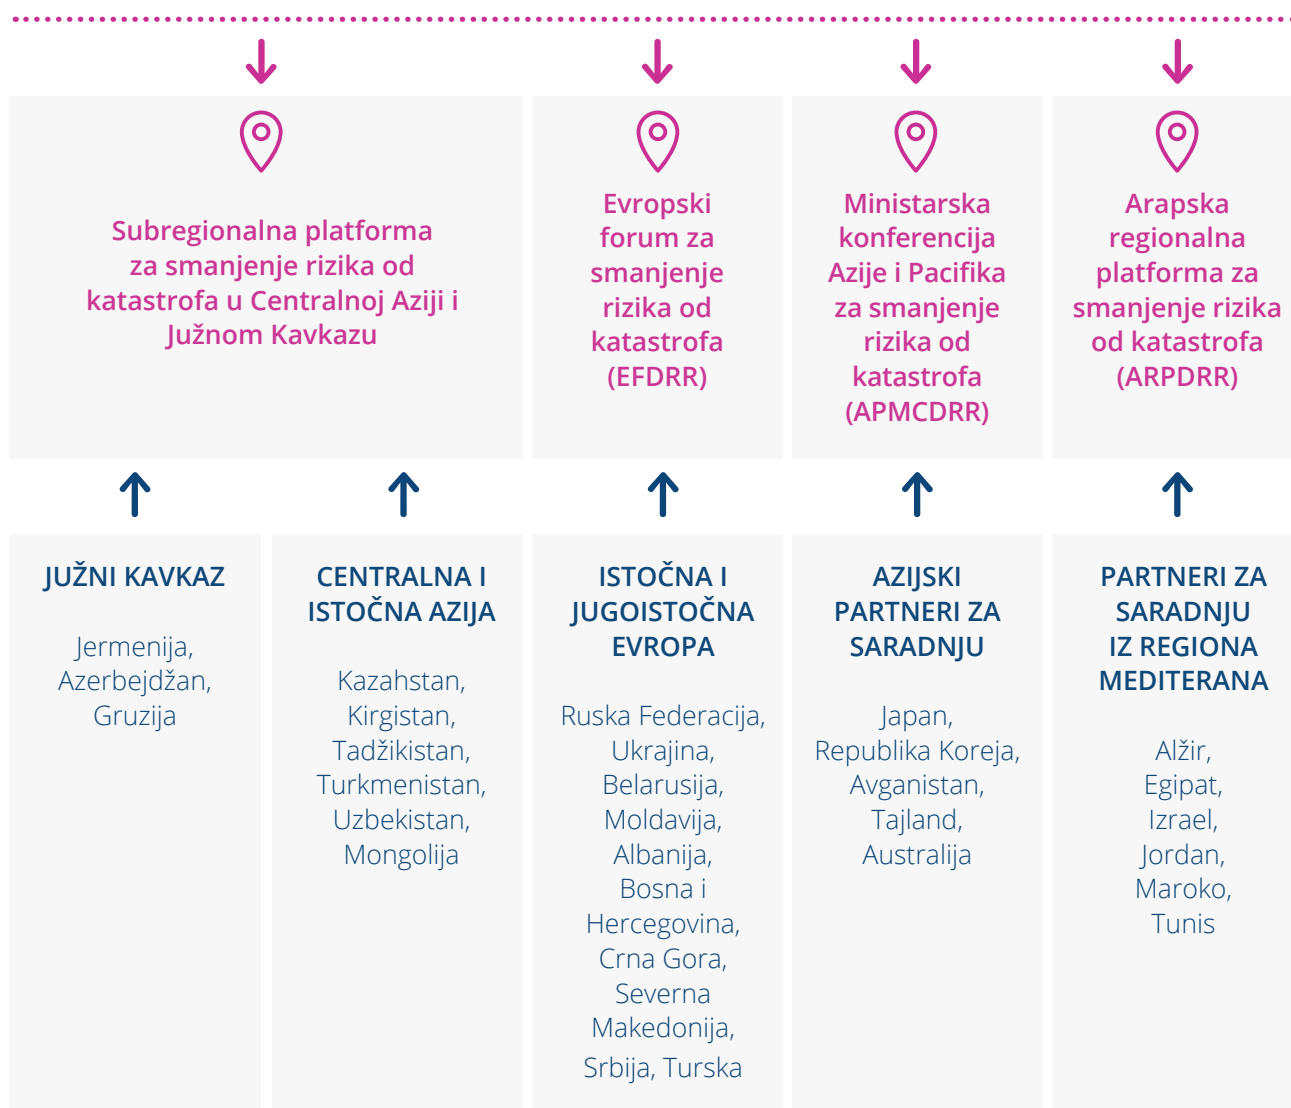 Subregionalna platforma
za smanjenje rizika od
katastrofa u Centralnoj Aziji i
Južnom Kavkazu
Evropski
forum za
smanjenje
rizika od
katastrofa
(EFDRR)
Ministarska
konferencija
Azije i Pacifika
za smanjenje
rizika od
katastrofa
(APMCDRR)
Arapska
regionalna
platforma za
smanjenje rizika
od katastrofa
(ARPDRR)
JUŽNI KAVKAZ
Jermenija,
Azerbejdžan,
Gruzija
CENTRALNA I
ISTOČNA AZIJA
Kazahstan,
Kirgistan,
Tadžikistan,
Turkmenistan,
Uzbekistan,
Mongolija
ISTOČNA I
JUGOISTOČNA
EVROPA
Ruska Federacija,
Ukrajina,
Belarusija,
Moldavija,
Albanija,
Bosna i
Hercegovina,
Crna Gora,
Severna
Makedonija,
Srbija, Turska
AZIJSKI
PARTNERI ZA
SARADNJU
Japan,
Republika Koreja,
Avganistan,
Tajland,
Australija
PARTNERI ZA
SARADNJU
IZ REGIONA
MEDITERANA
Alžir,
Egipat,
Izrael,
Jordan,
Maroko,
Tunis